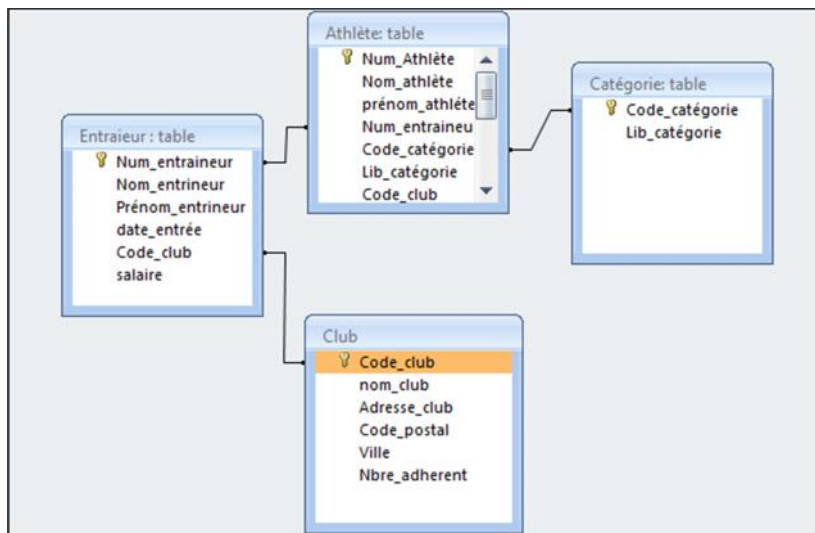 Athlète: table
Num_Athlète
Nom_athlète
prénom_athléte
Num_entraineu
Code_catégorie
Lib_catégorie
Code_club
Catégorie: table
Code_catégorie
Lib_catégorie
Entraieur : table
Num_entraineur
Nom_entrineur
Prénom_entrineur
date_entrée
Code_club
salaire
Club
Code_club
nom_club
Adresse_club
Code_postal
Ville
Nbre_adherent